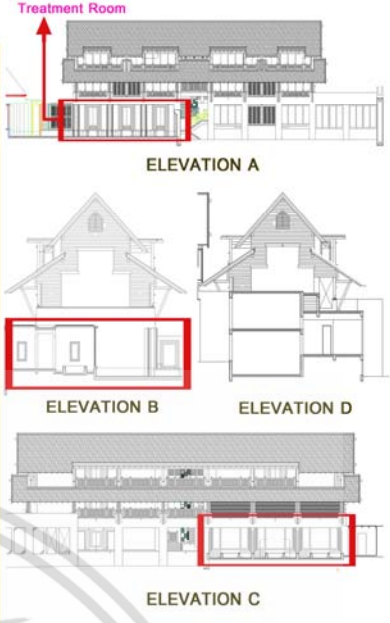 Treatment Room
ELEVATION A
ELEVATION B
ELEVATION D
ELEVATION C